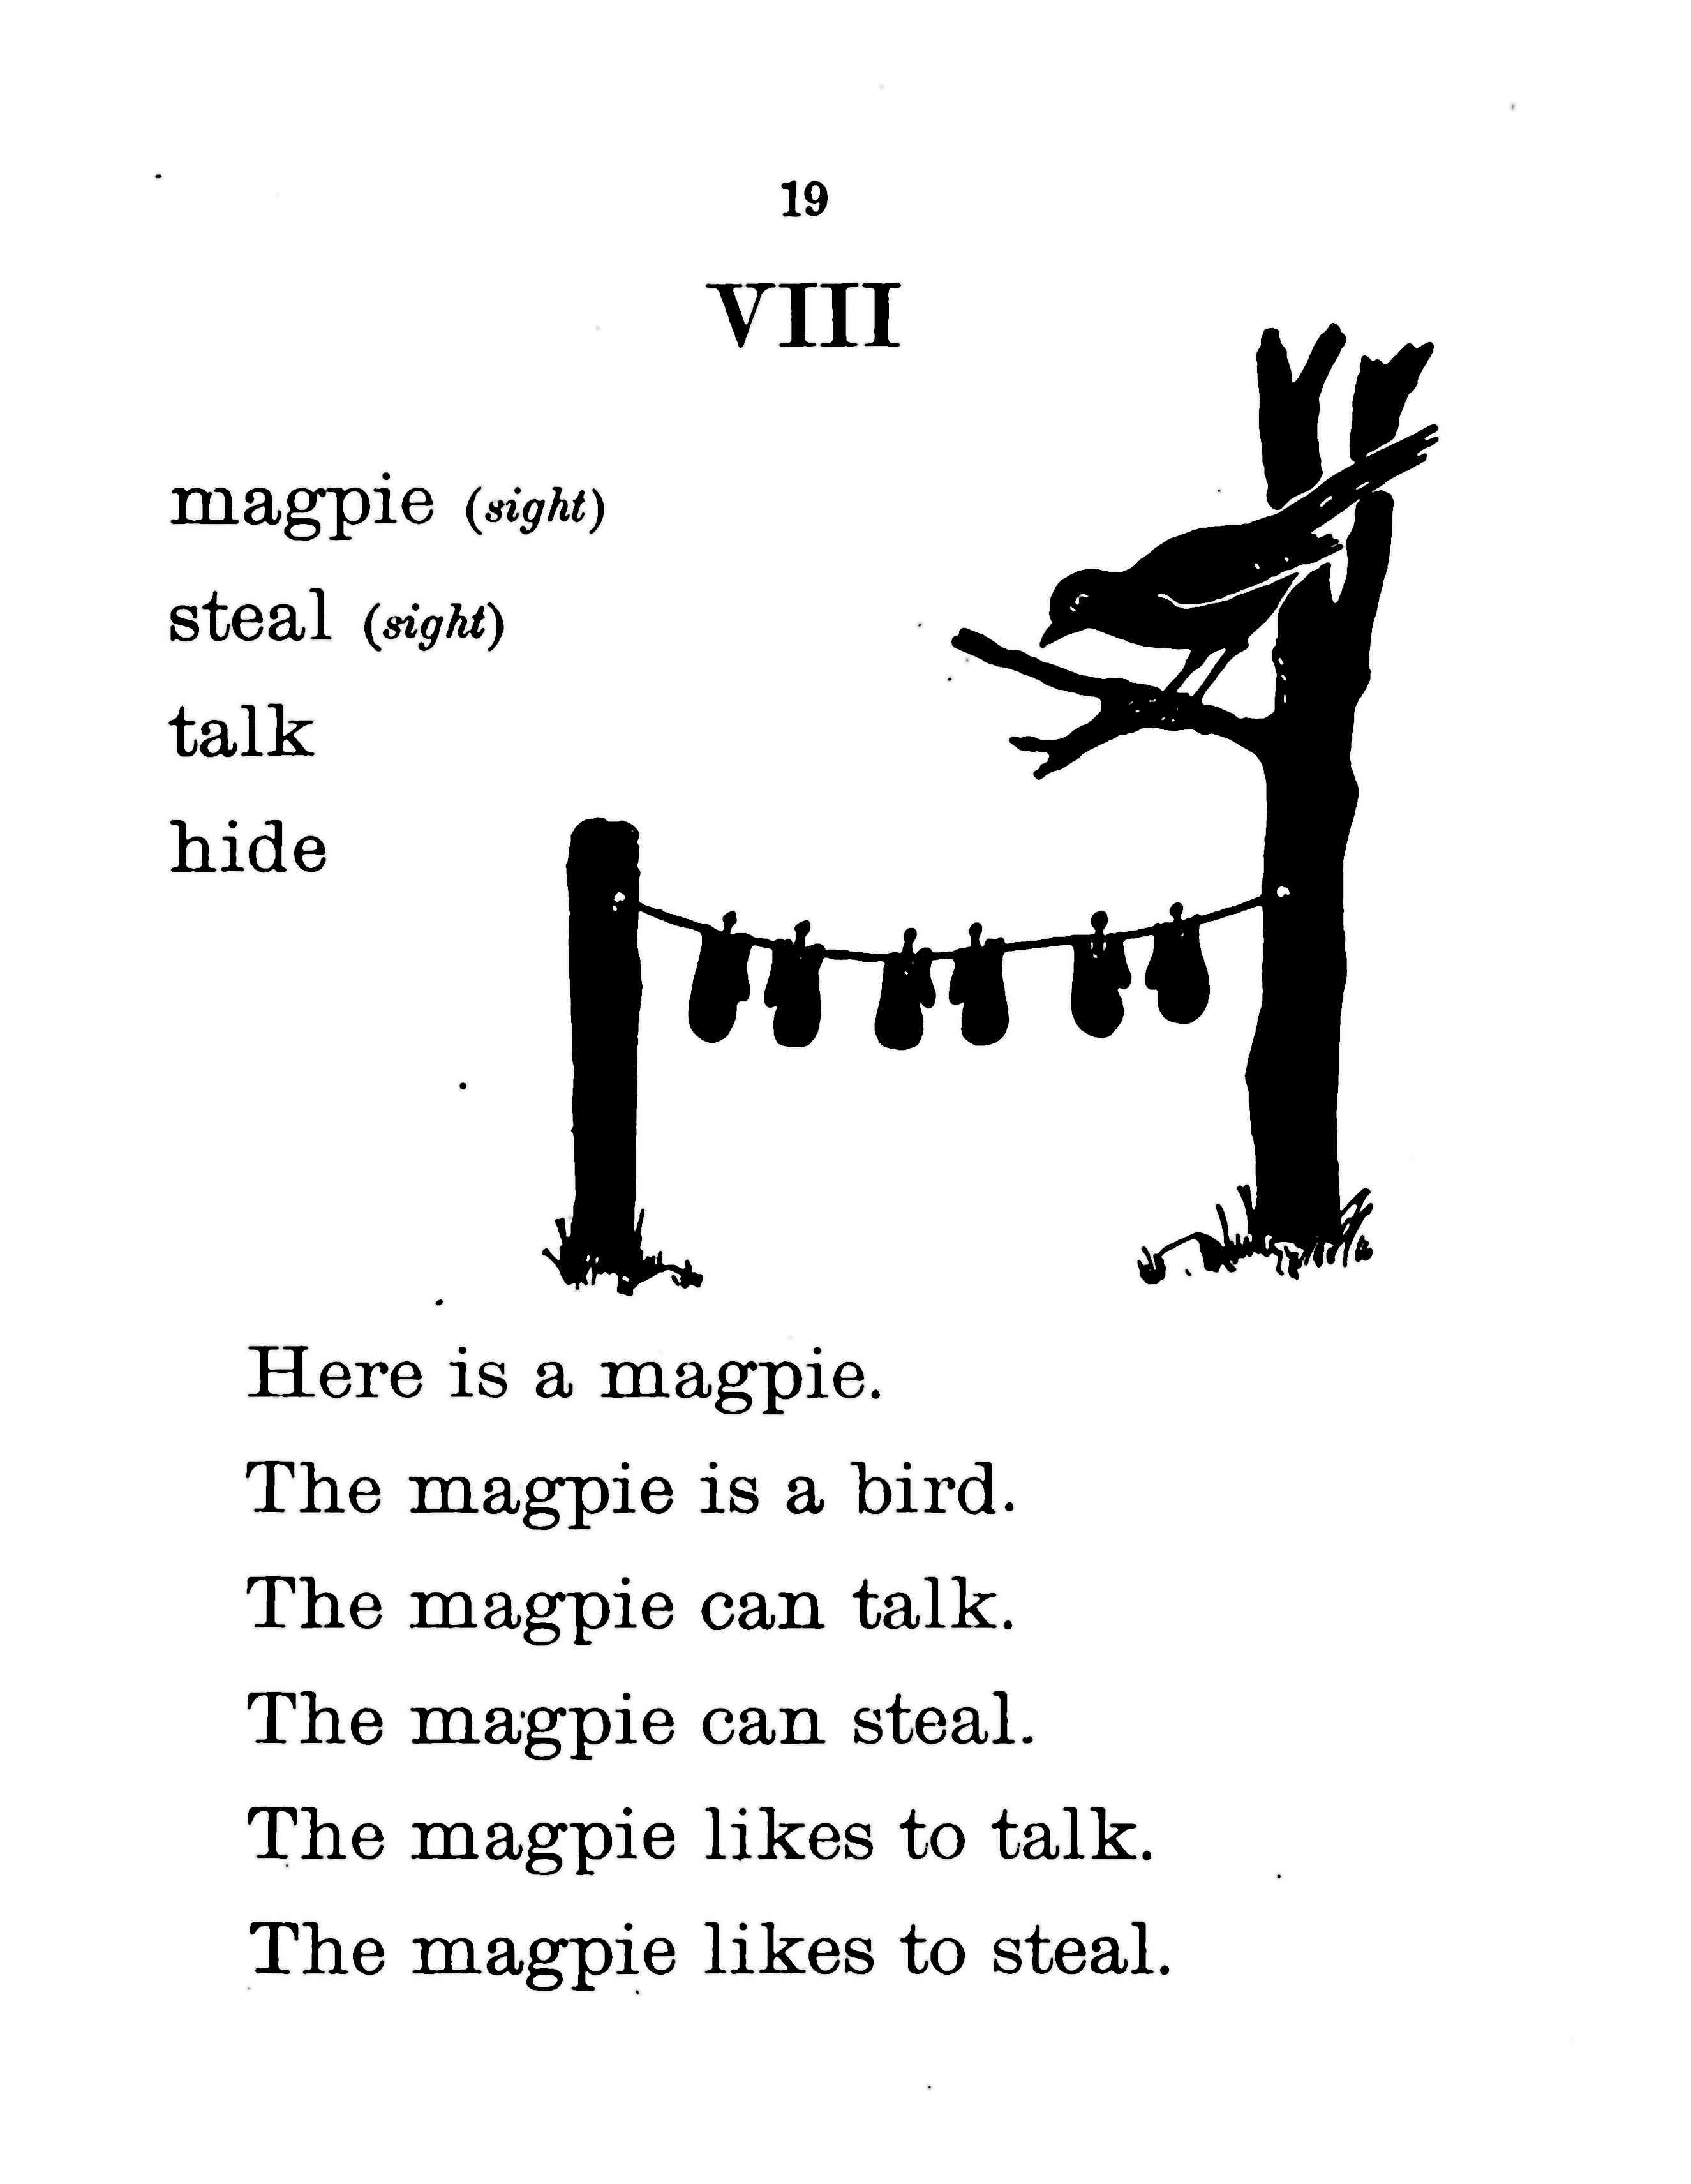 19
VIII
magpie (sight)
steal (sight)
talk
hide
Here is a magpie.
The magpie is a bird.
The magpie can talk.
The magpie can steal.
The magpie likes to talk.
The magpie likes to steal.